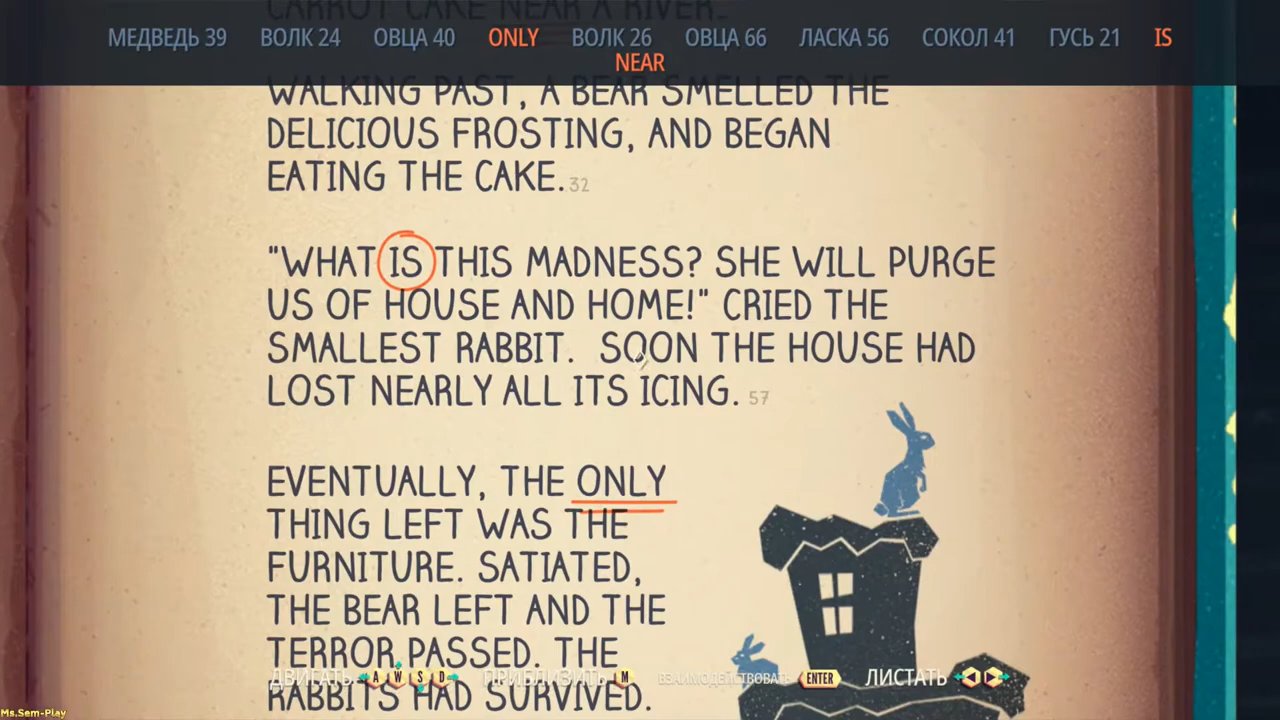 CARROT CAKE NEAR A RIVER.
МЕДВЕДЬ 39 ВОЛК 24 ОВЦА 40 ONLY ВОЛК 26 ОВЦА 66 ЛАСКА 56 СОКОЛ 41 ГУСЬ 21 IS
NEAR
WALKING PAST, A BEAR SMELLED THE
DELICIOUS FROSTING, AND BEGAN
EATING THE CAKE. 32
"WHAT IS THIS MADNESS? SHE WILL PURGE
US OF HOUSE AND HOME!" CRIED THE
SMALLEST RABBIT. SOON THE HOUSE HAD
LOST NEARLY ALL ITS ICING. 57
EVENTUALLY, THE ONLY
THING LEFT WAS THE
FURNITURE. SATIATED,
THE BEAR LEFT AND THE
TERROR PASSED. THE
ДВИГАТЬ A W S D ПРИБЛИЗИТЬ M ВЗАИМОДЕЙСТВОВАТЬ ENTER ЛИСТАТЬ
RABBITS HAD SURVIVED.
Ms.Sem-Play